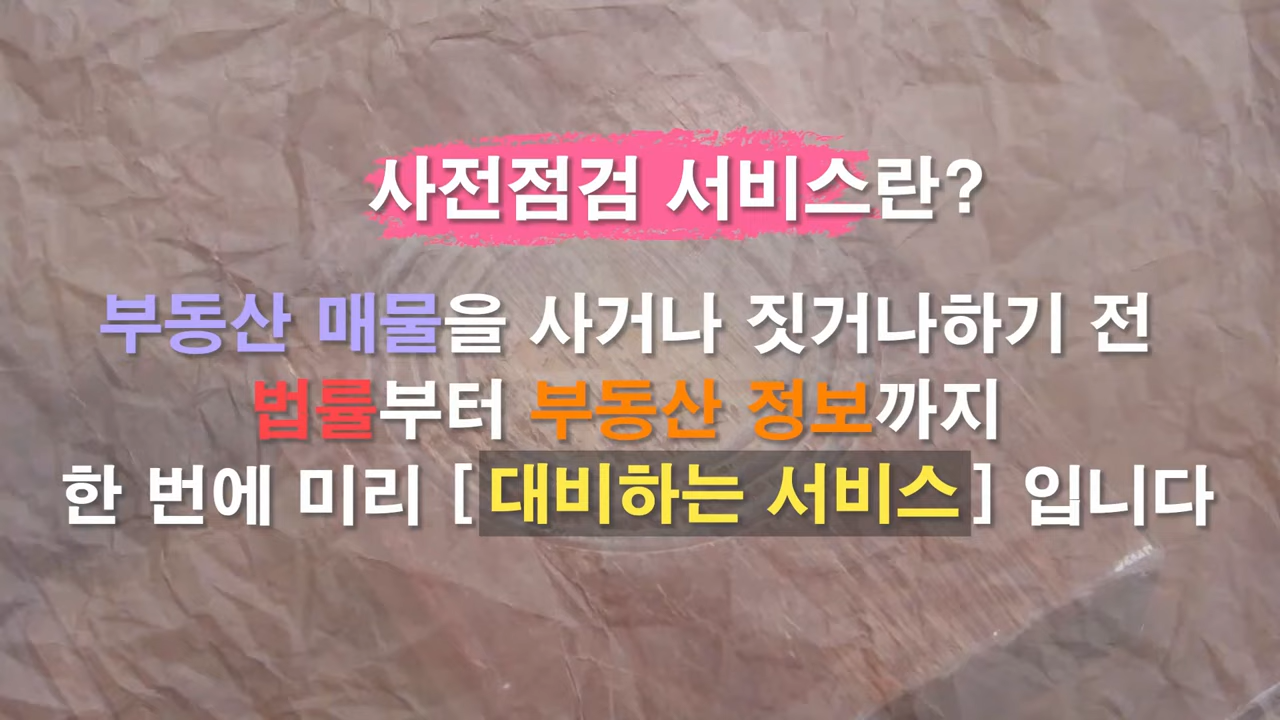 사전점검 서비스란?
부동산 매물을 사거나 짓거나하기 전
법률부터 부동산 정보까지
한 번에 미리 [대비하는 서비스] 입니다